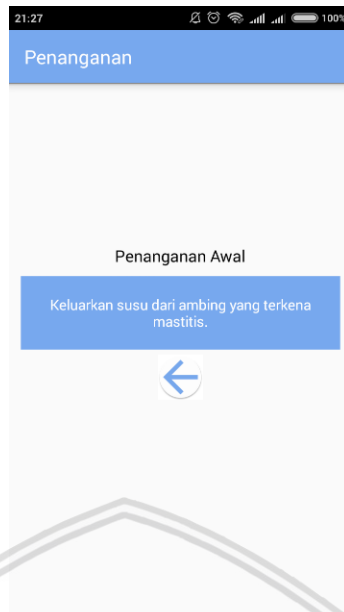 21:27 100%
Penanganan
Penanganan Awal
Keluarkan susu dari ambing yang terkena
mastitis.